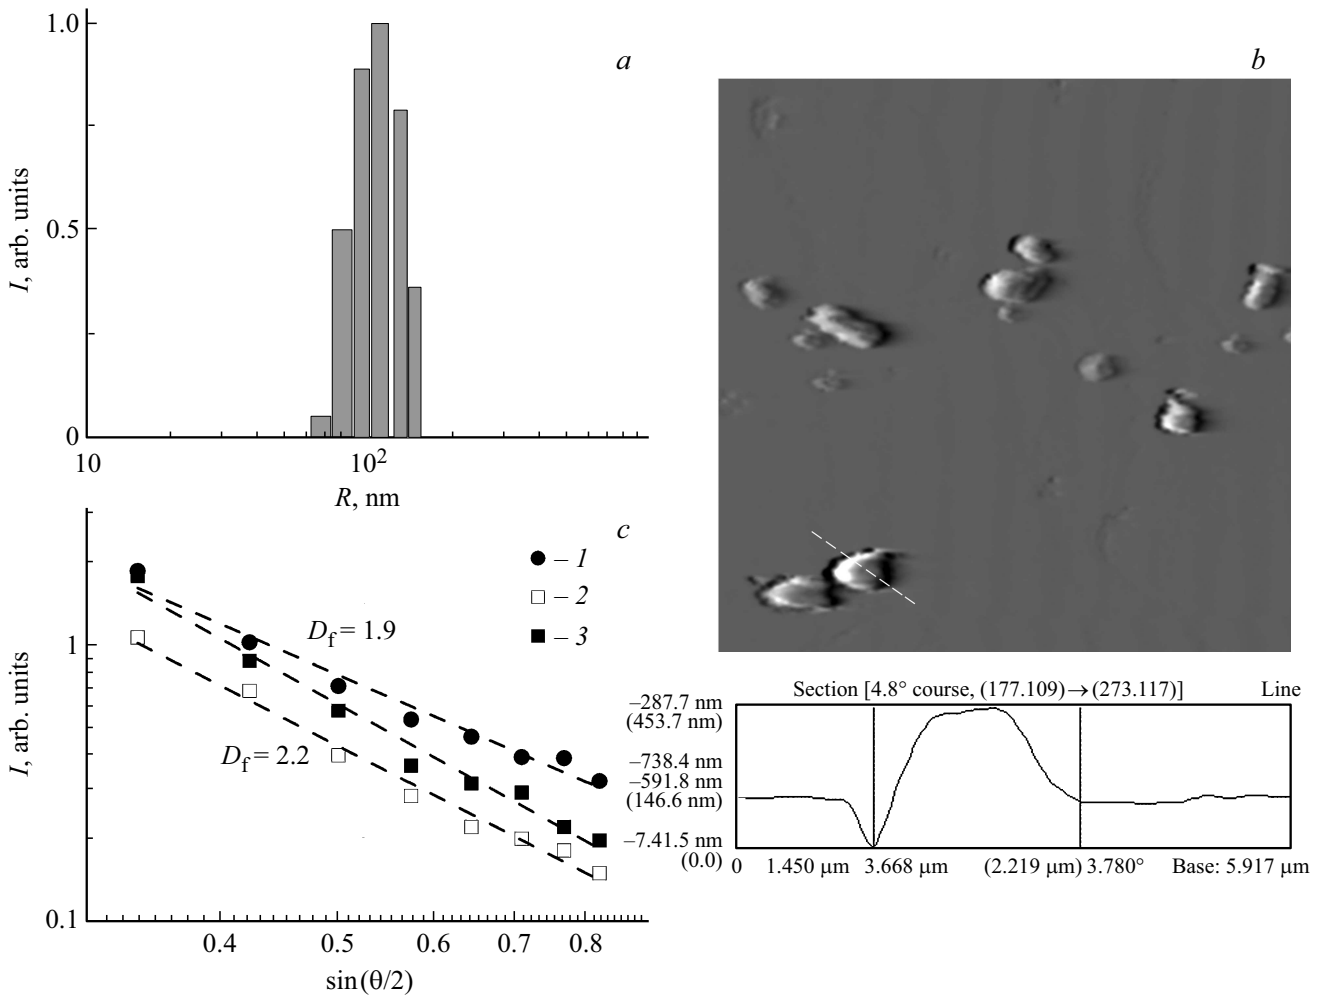 a
1.0
0.5
0
I, arb. units
10
10²
R, nm
b
c
– 1
– 2
– 3
D_f = 1.9
D_f = 2.2
1
0.1
I, arb. units
0.4 0.5 0.6 0.7 0.8
sin(θ/2)
Section [4.8° course, (177.109)→(273.117)] Line
–287.7 nm
(453.7 nm)
–738.4
–591.8 nm
(146.6 nm)
–7.41.5 nm
(0.0)
0 1.450 μm 3.668 μm (2.219 μm) 3.780° Base: 5.917 μm